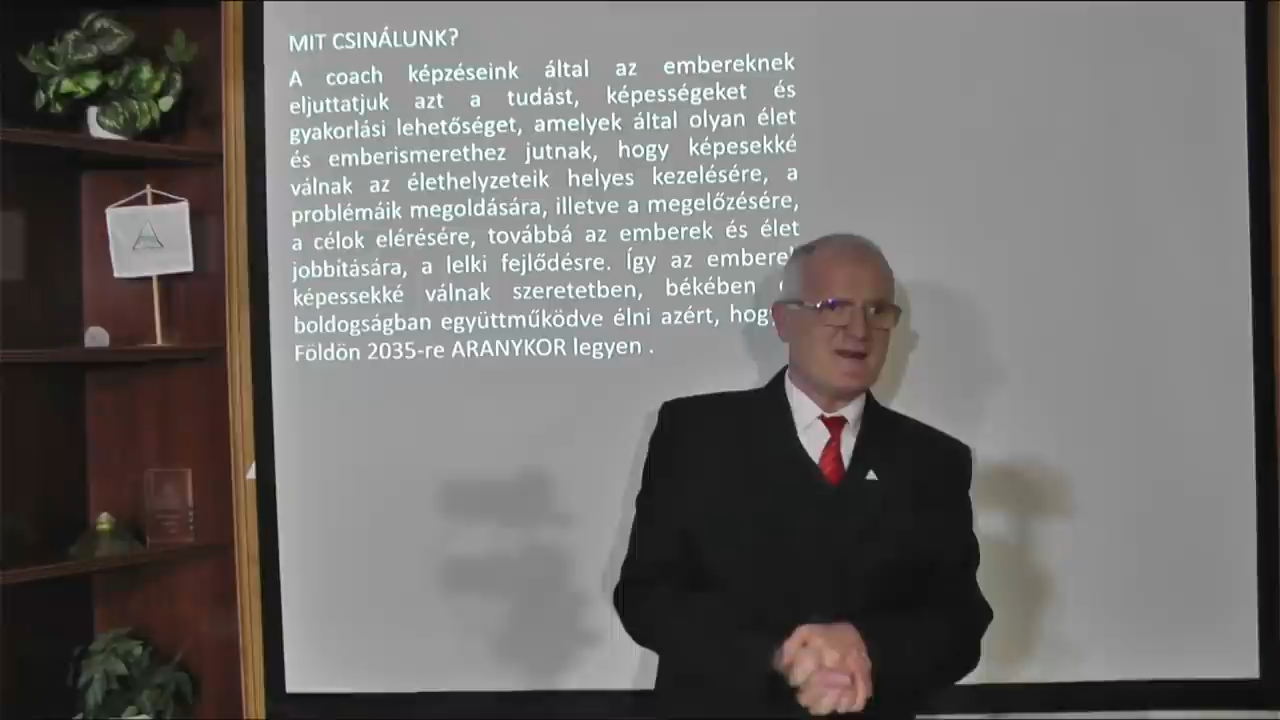 MIT CSINÁLUNK?
A coach képzéseink által az embereknek
eljuttatjuk azt a tudást, képességeket és
gyakorlási lehetőséget, amelyek által olyan élet
és emberismerethez jutnak, hogy képesekké
válnak az élethelyzeteik helyes kezelésére, a
problémáik megoldására, illetve a megelőzésére,
a célok elérésére, továbbá az emberek és élet
jobbítására, a lelki fejlődésre. Így az
képessekké válnak szeretetben, békében
boldogságban együttműködve élni azért,
Földön 2035-re ARANYKOR legyen .